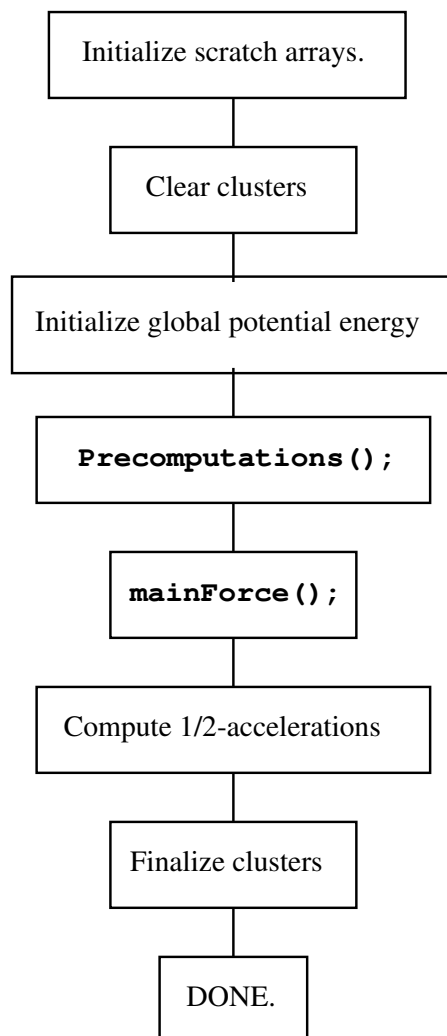 Initialize scratch arrays.
Clear clusters
Initialize global potential energy
Precomputations();
mainForce();
Compute 1/2-accelerations
Finalize clusters
DONE.